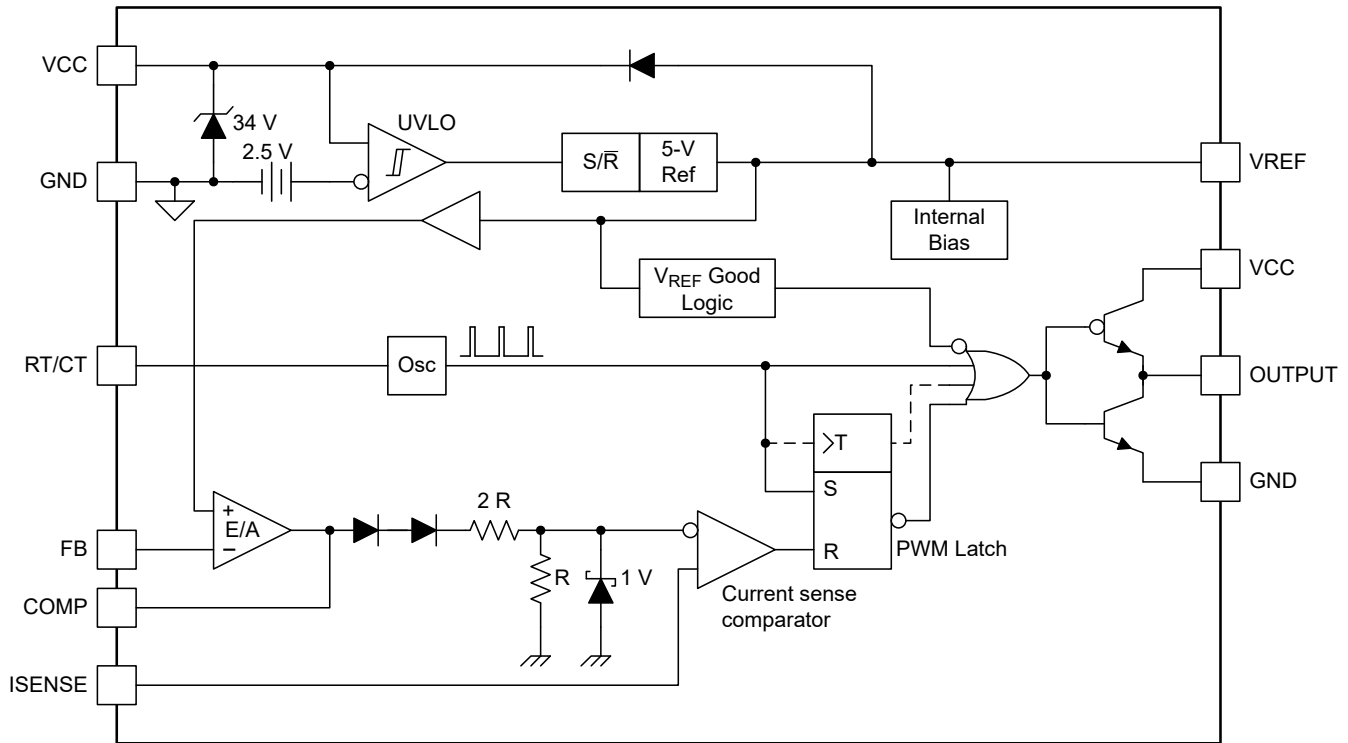 VCC
34 V
UVLO
2.5 V
S/R̅
5-V
Ref
GND
VREF
Internal
Bias
VREF Good
Logic
VCC
RT/CT
Osc
OUTPUT
>T
S
R
PWM Latch
GND
+
E/A
−
2 R
R
1 V
FB
COMP
Current sense
comparator
ISENSE